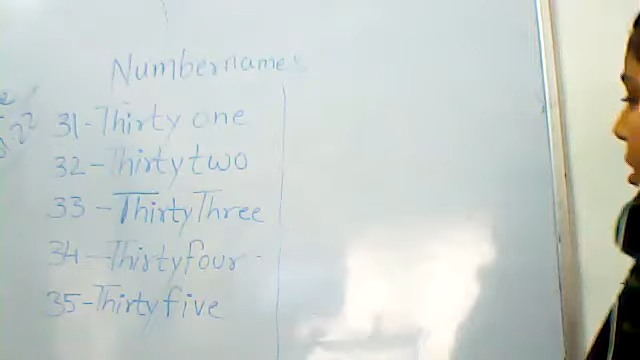 Number names
31-Thirty one
32-Thirty two
33-Thirty Three
34-Thirty four
35-Thirty five